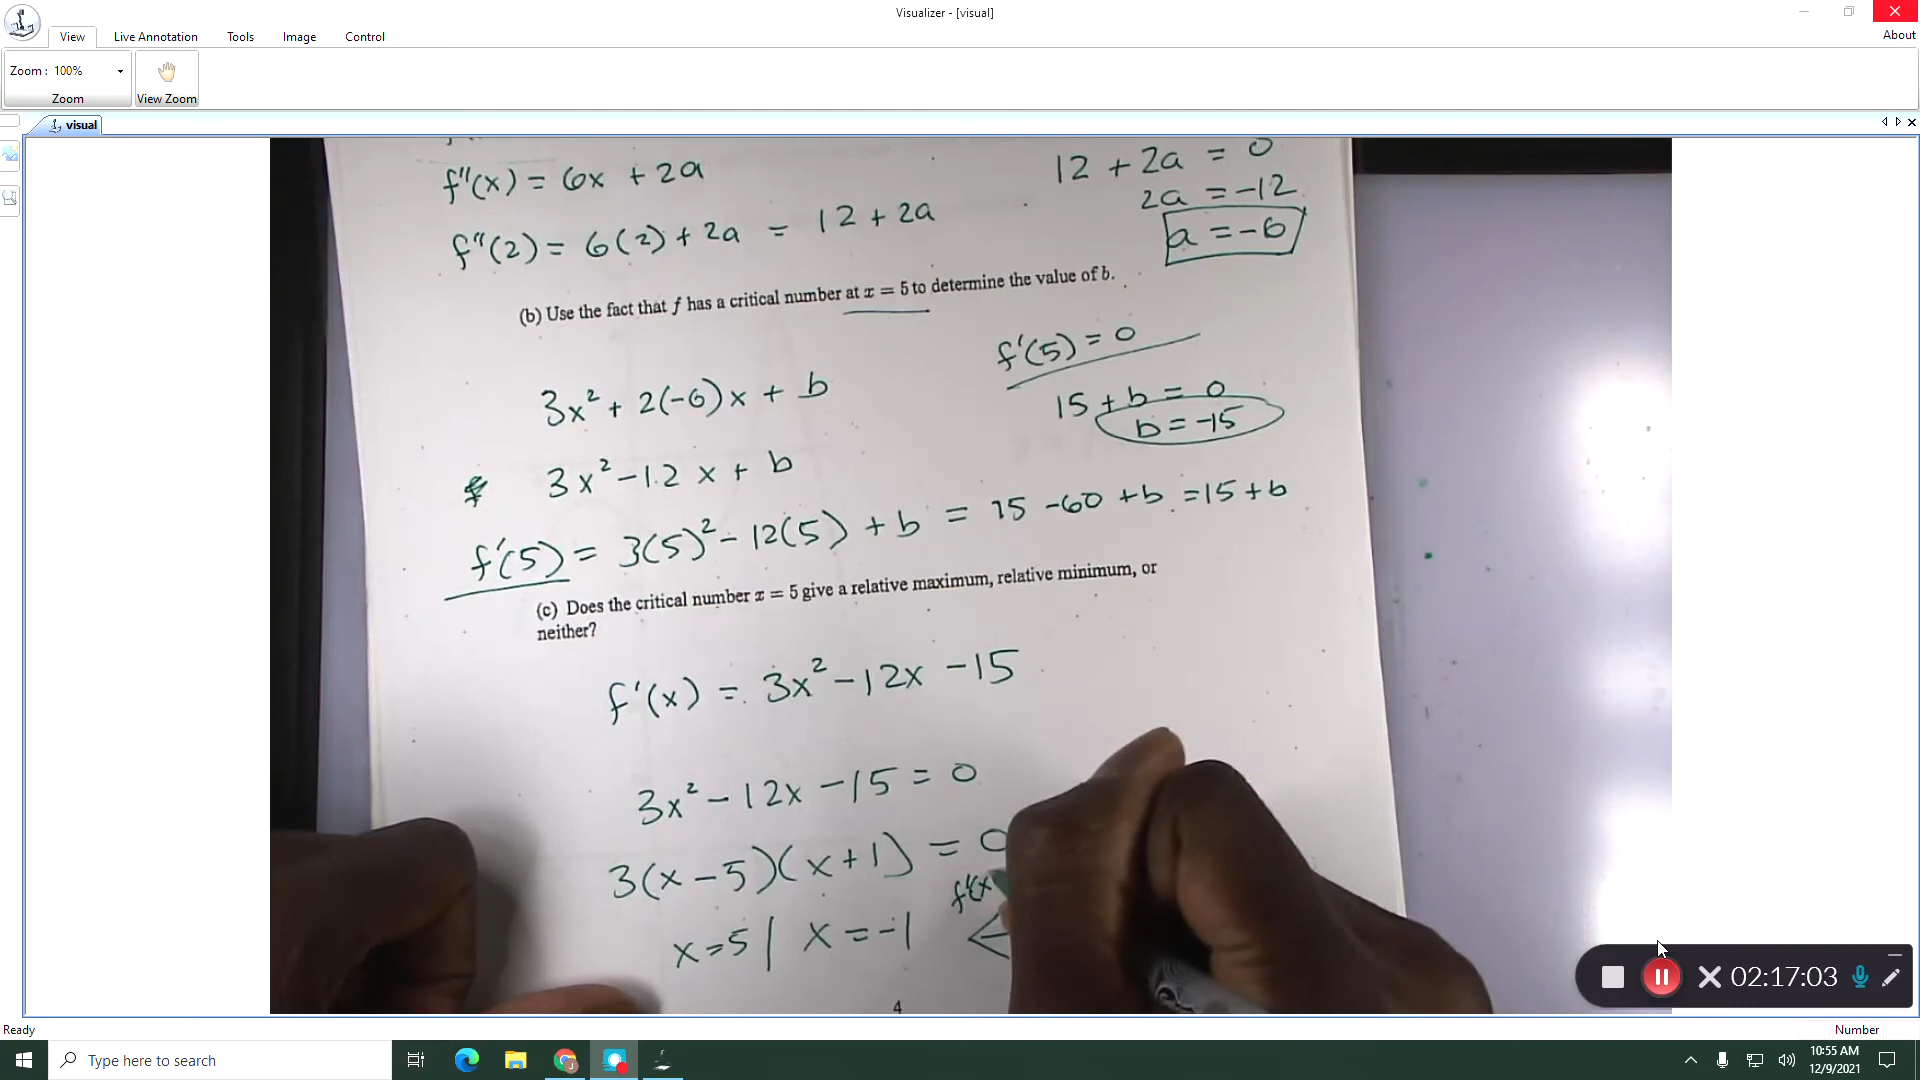 Visualizer - [visual]
View Live Annotation Tools Image Control About
Zoom : 100%
Zoom View Zoom
visual
f''(x) = 6x + 2a
12 + 2a = 0
2a = -12
f''(2) = 6(2) + 2a = 12 + 2a
a = -6
(b) Use the fact that f has a critical number at x = 5 to determine the value of b.
f'(5) = 0
3x² + 2(-6)x + b
15 + b = 0
b = -15
3x² - 12x + b
f'(5) = 3(5)² - 12(5) + b = 75 - 60 + b = 15 + b
(c) Does the critical number x = 5 give a relative maximum, relative minimum, or
neither?
f'(x) = 3x² - 12x - 15
3x² - 12x - 15 = 0
3(x - 5)(x + 1) = 0
f'(x
x = 5 | x = -1
4
02:17:03
Ready Number
Type here to search
10:55 AM
12/9/2021